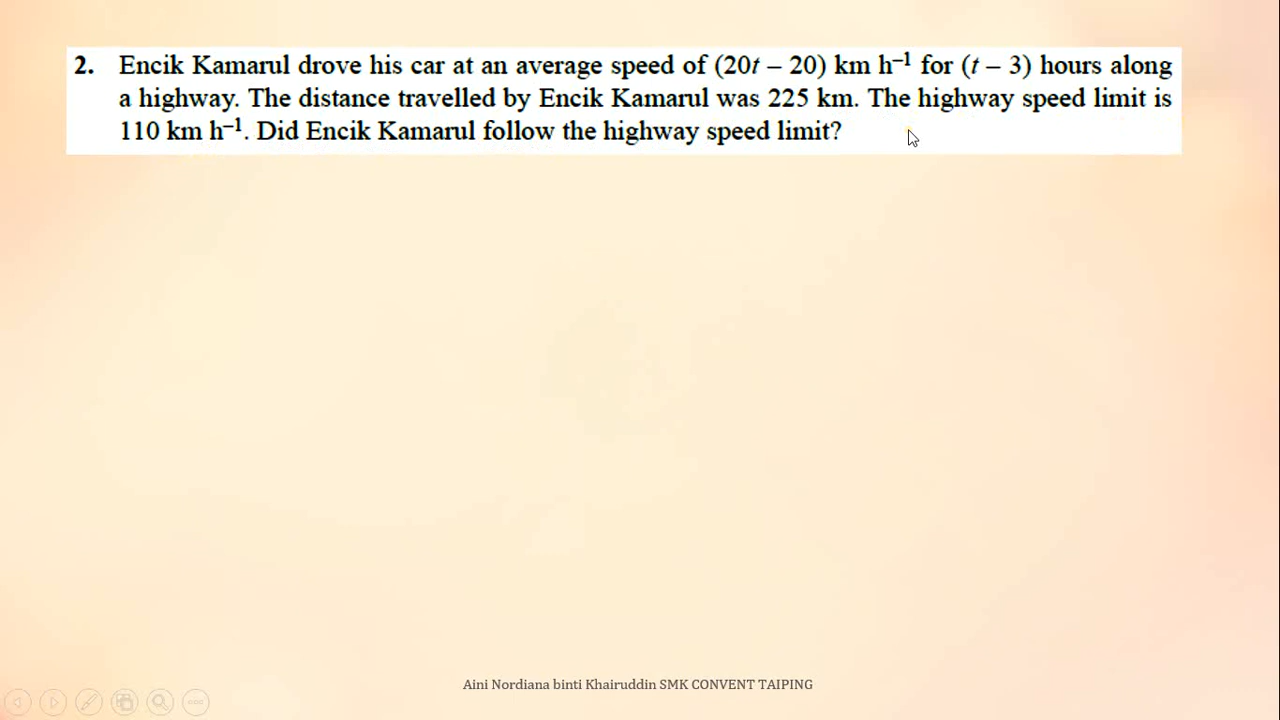 2. Encik Kamarul drove his car at an average speed of (20t – 20) km h⁻¹ for (t – 3) hours along
a highway. The distance travelled by Encik Kamarul was 225 km. The highway speed limit is
110 km h⁻¹. Did Encik Kamarul follow the highway speed limit?
Aini Nordiana binti Khairuddin SMK CONVENT TAIPING